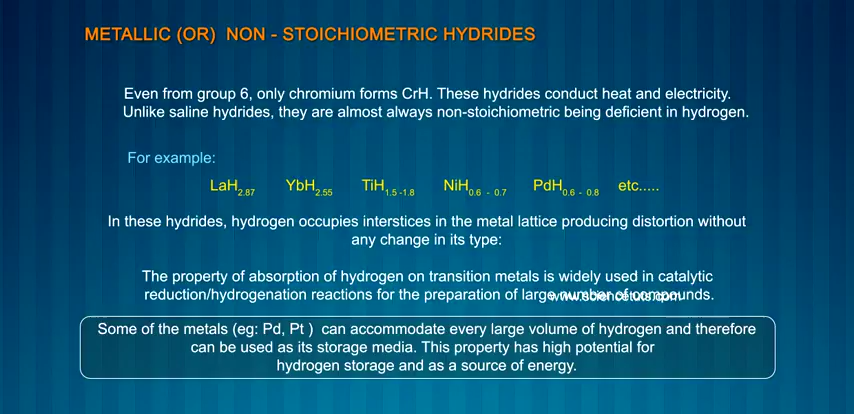 METALLIC (OR) NON - STOICHIOMETRIC HYDRIDES
Even from group 6, only chromium forms CrH. These hydrides conduct heat and electricity.
Unlike saline hydrides, they are almost always non-stoichiometric being deficient in hydrogen.
For example:
LaH2.87 YbH2.55 TiH1.5 -1.8 NiH0.6 - 0.7 PdH0.6 - 0.8 etc.....
In these hydrides, hydrogen occupies interstices in the metal lattice producing distortion without
any change in its type:
The property of absorption of hydrogen on transition metals is widely used in catalytic
reduction/hydrogenation reactions for the preparation of large number of compounds.
www.sciencetuts.com
Some of the metals (eg: Pd, Pt ) can accommodate every large volume of hydrogen and therefore
can be used as its storage media. This property has high potential for
hydrogen storage and as a source of energy.